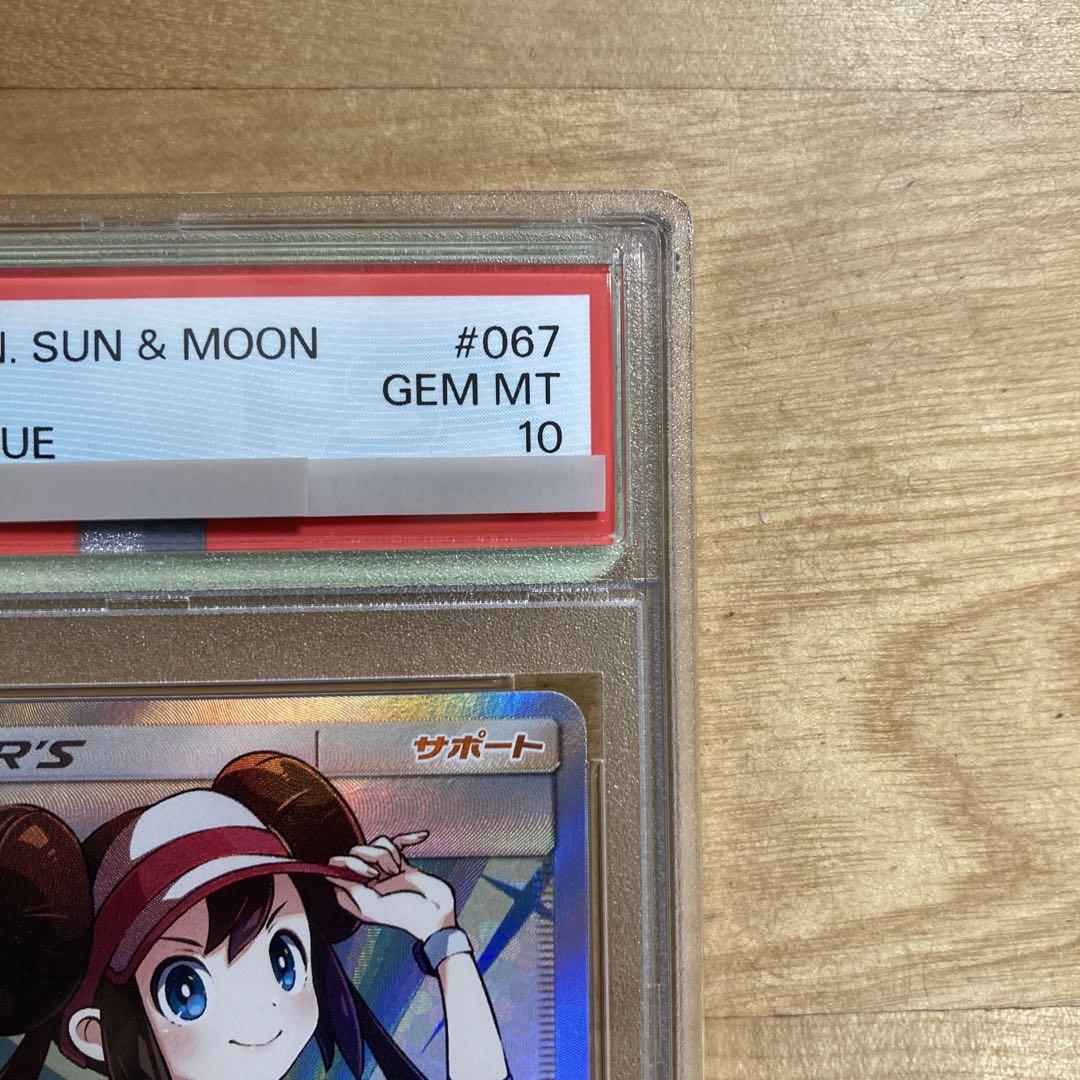 N. SUN & MOON #067
GEM MT
UE 10
R'S サポート